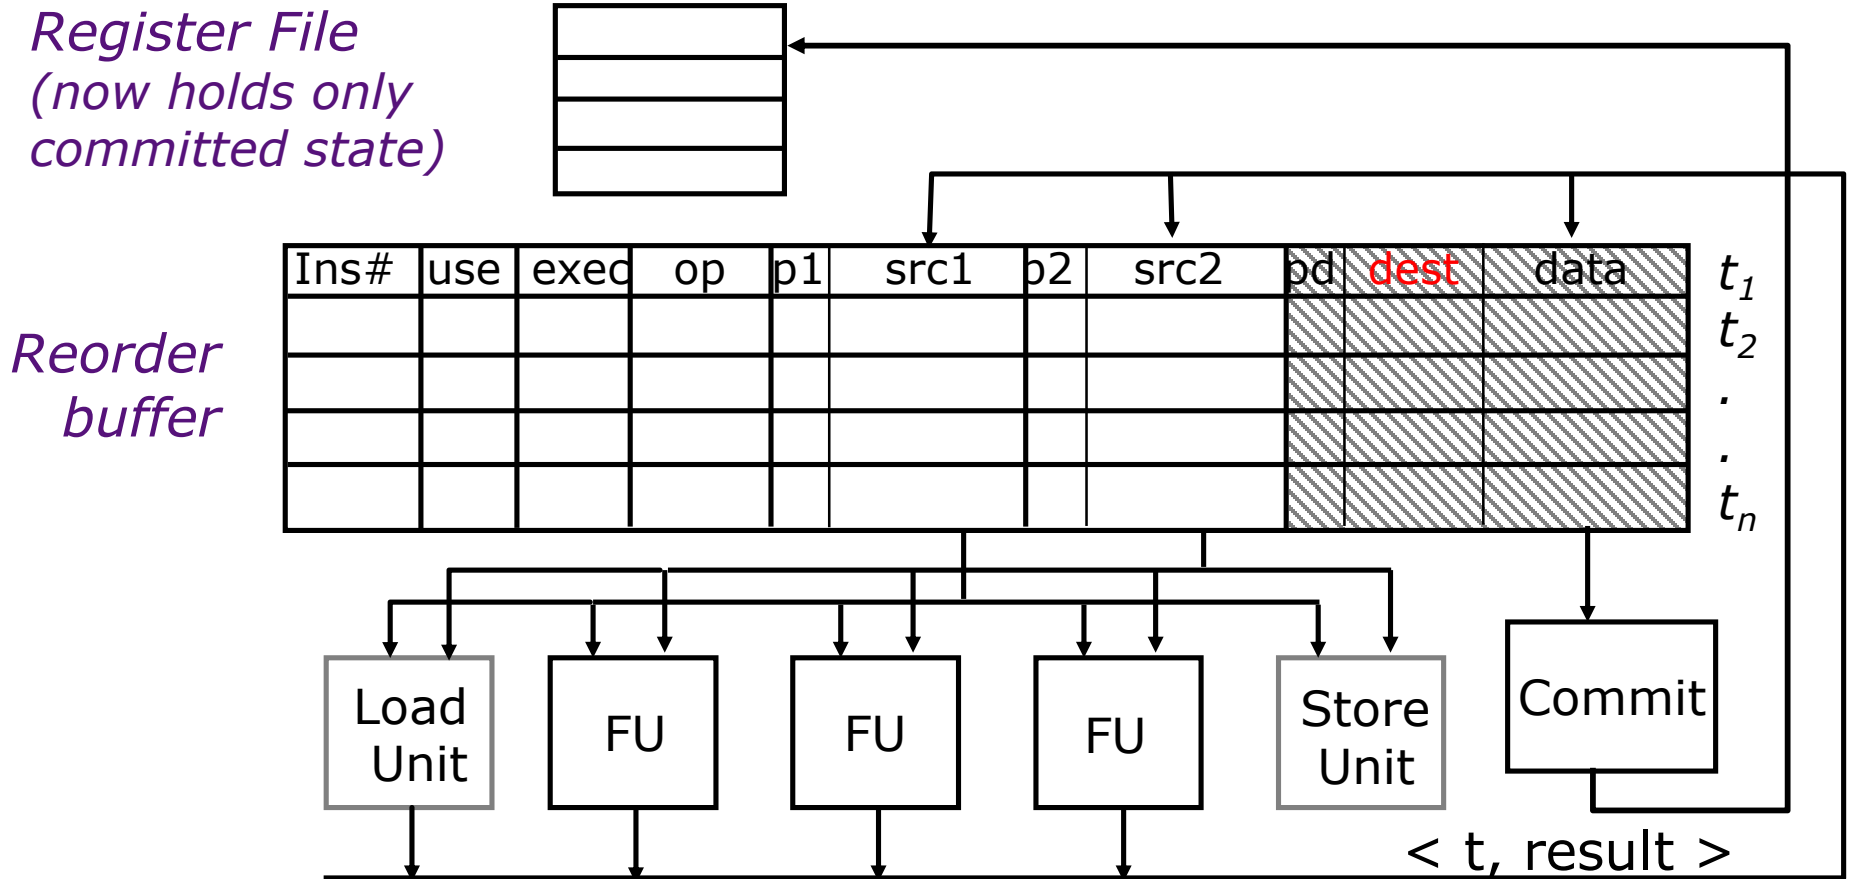 Register File
(now holds only
committed state)
Ins# use exec op p1 src1 p2 src2 pd dest data t1
t2
.
.
tn
Reorder
buffer
Load
Unit
FU
FU
FU
Store
Unit
Commit
< t, result >